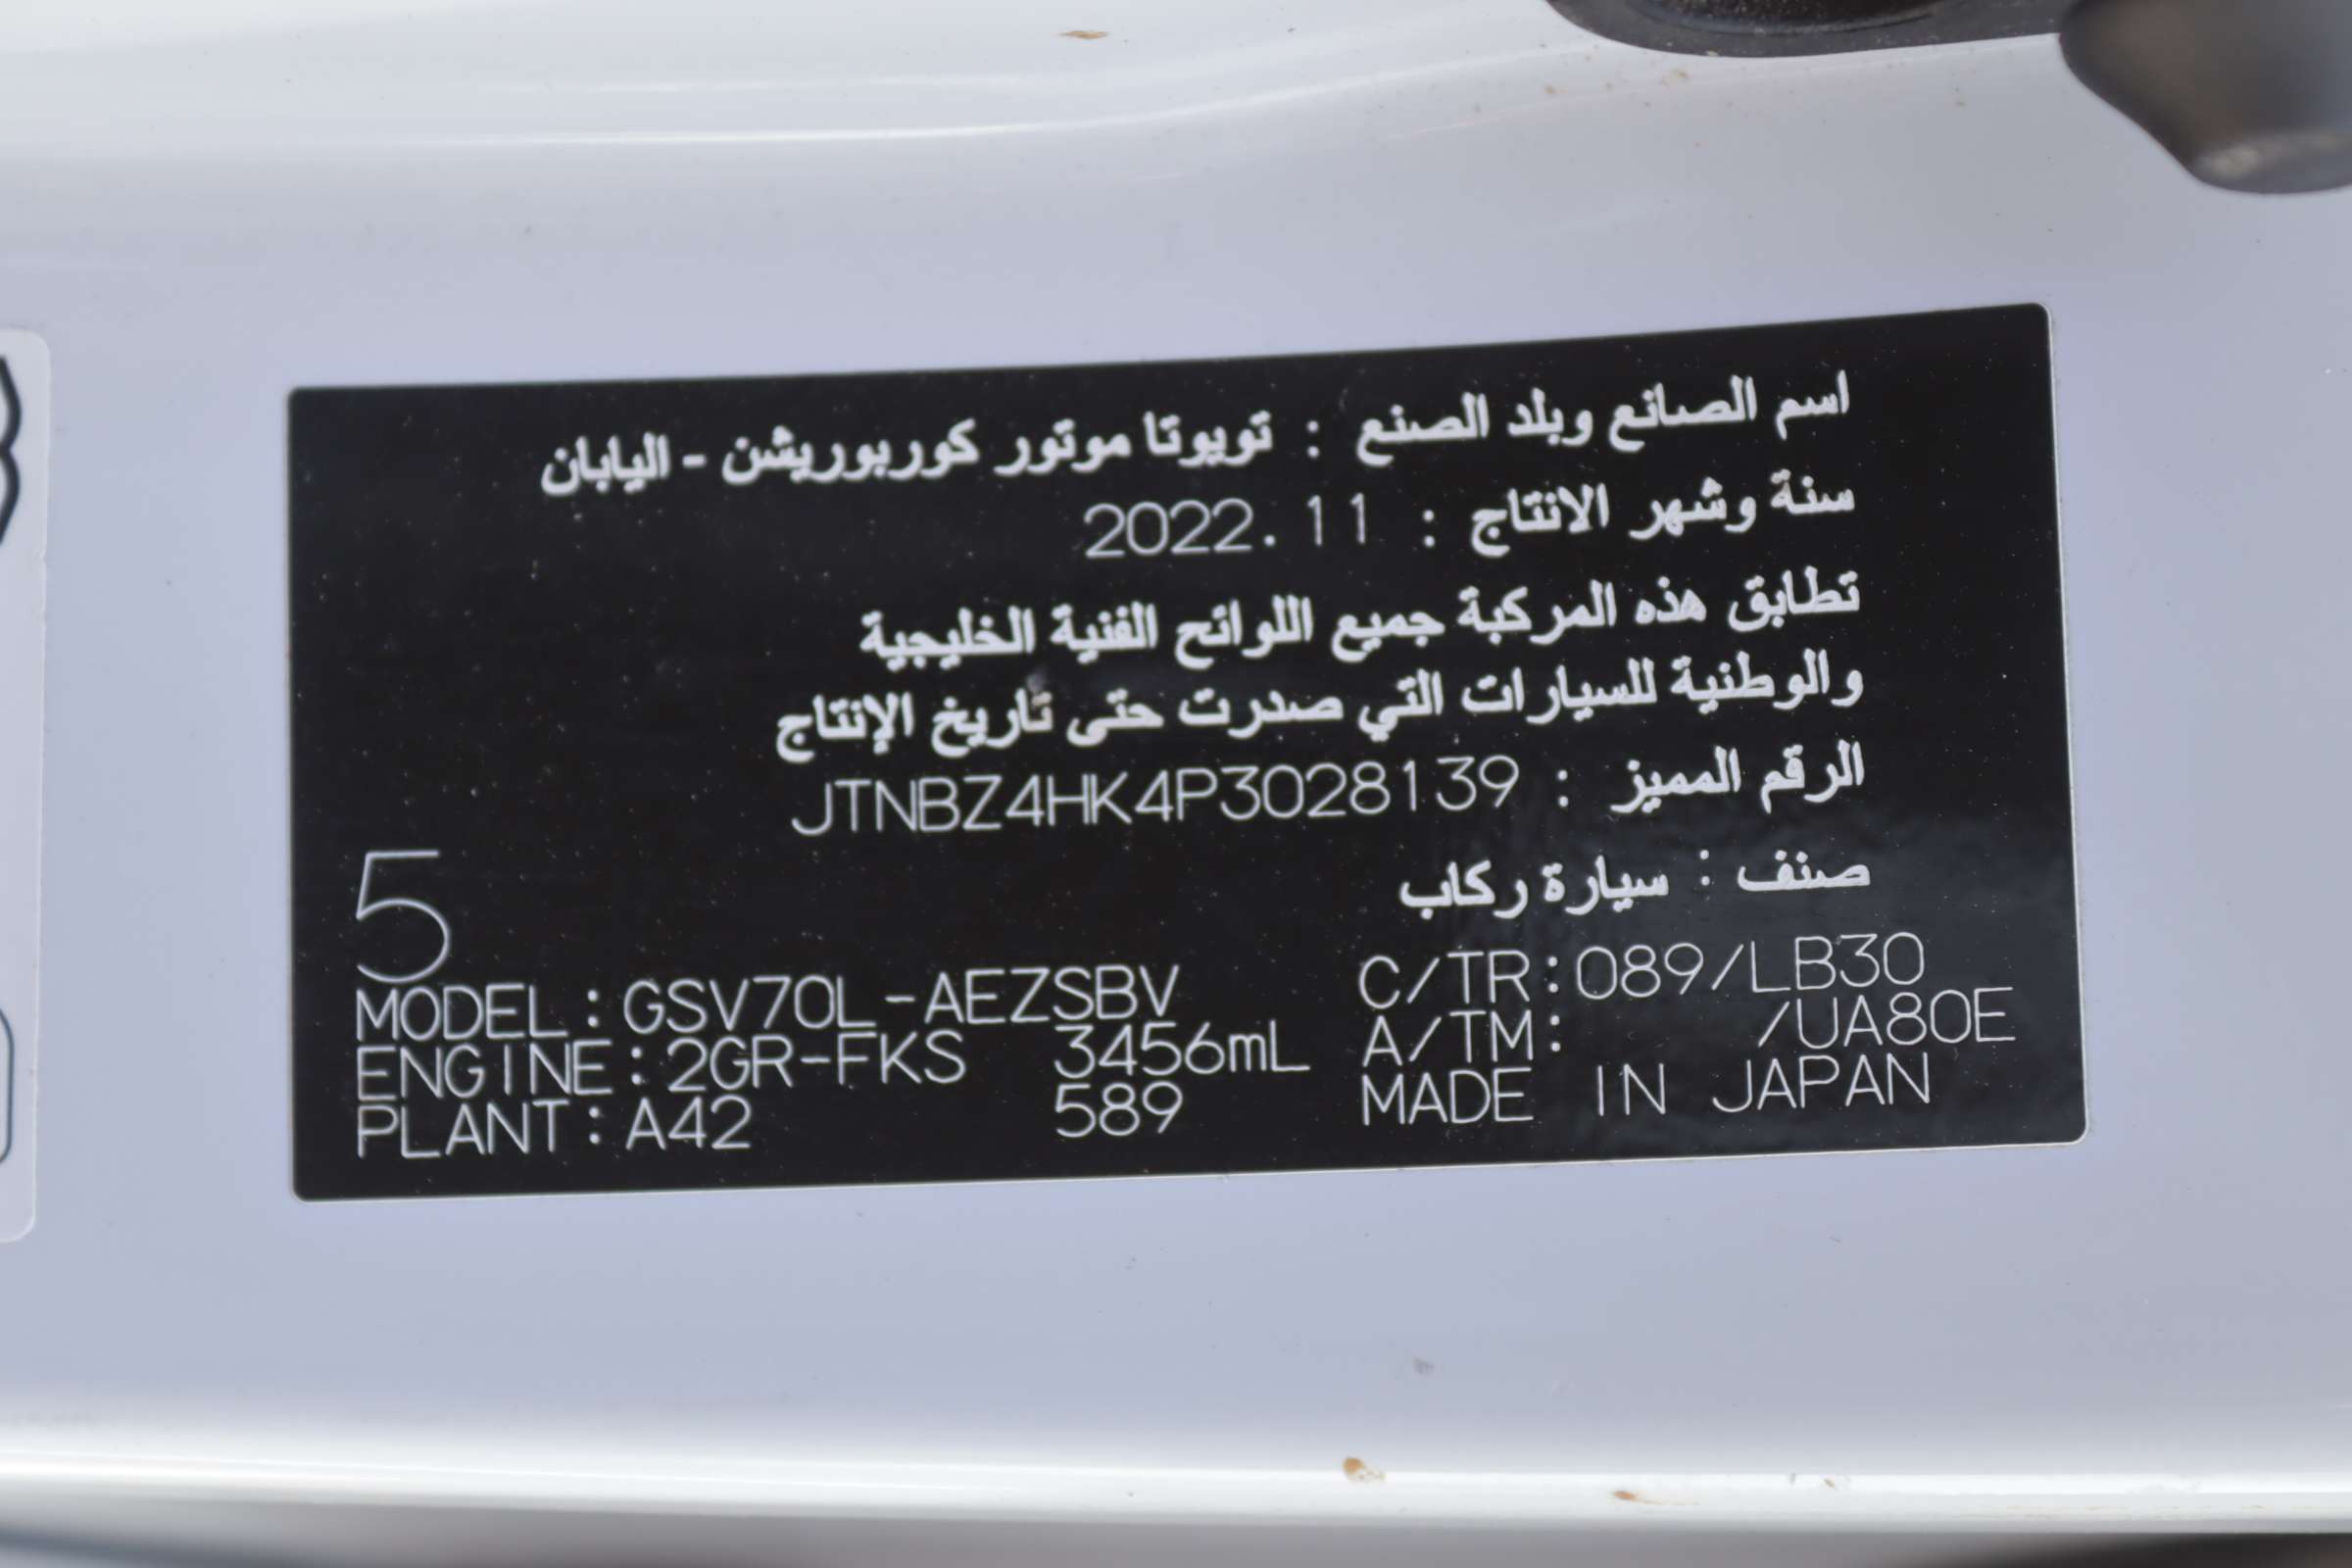 اسم الصانع وبلد الصنع : تويوتا موتور كوربوريشن - اليابان
سنة وشهر الانتاج : 2022.11
تطابق هذه المركبة جميع اللوائح الفنية الخليجية
والوطنية للسيارات التي صدرت حتى تاريخ الإنتاج
الرقم المميز : JTNBZ4HK4P3028139
صنف : سيارة ركاب
5
MODEL:GSV70L-AEZSBV C/TR:089/LB30
ENGINE:2GR-FKS 3456mL A/TM: /UA80E
PLANT:A42 589 MADE IN JAPAN